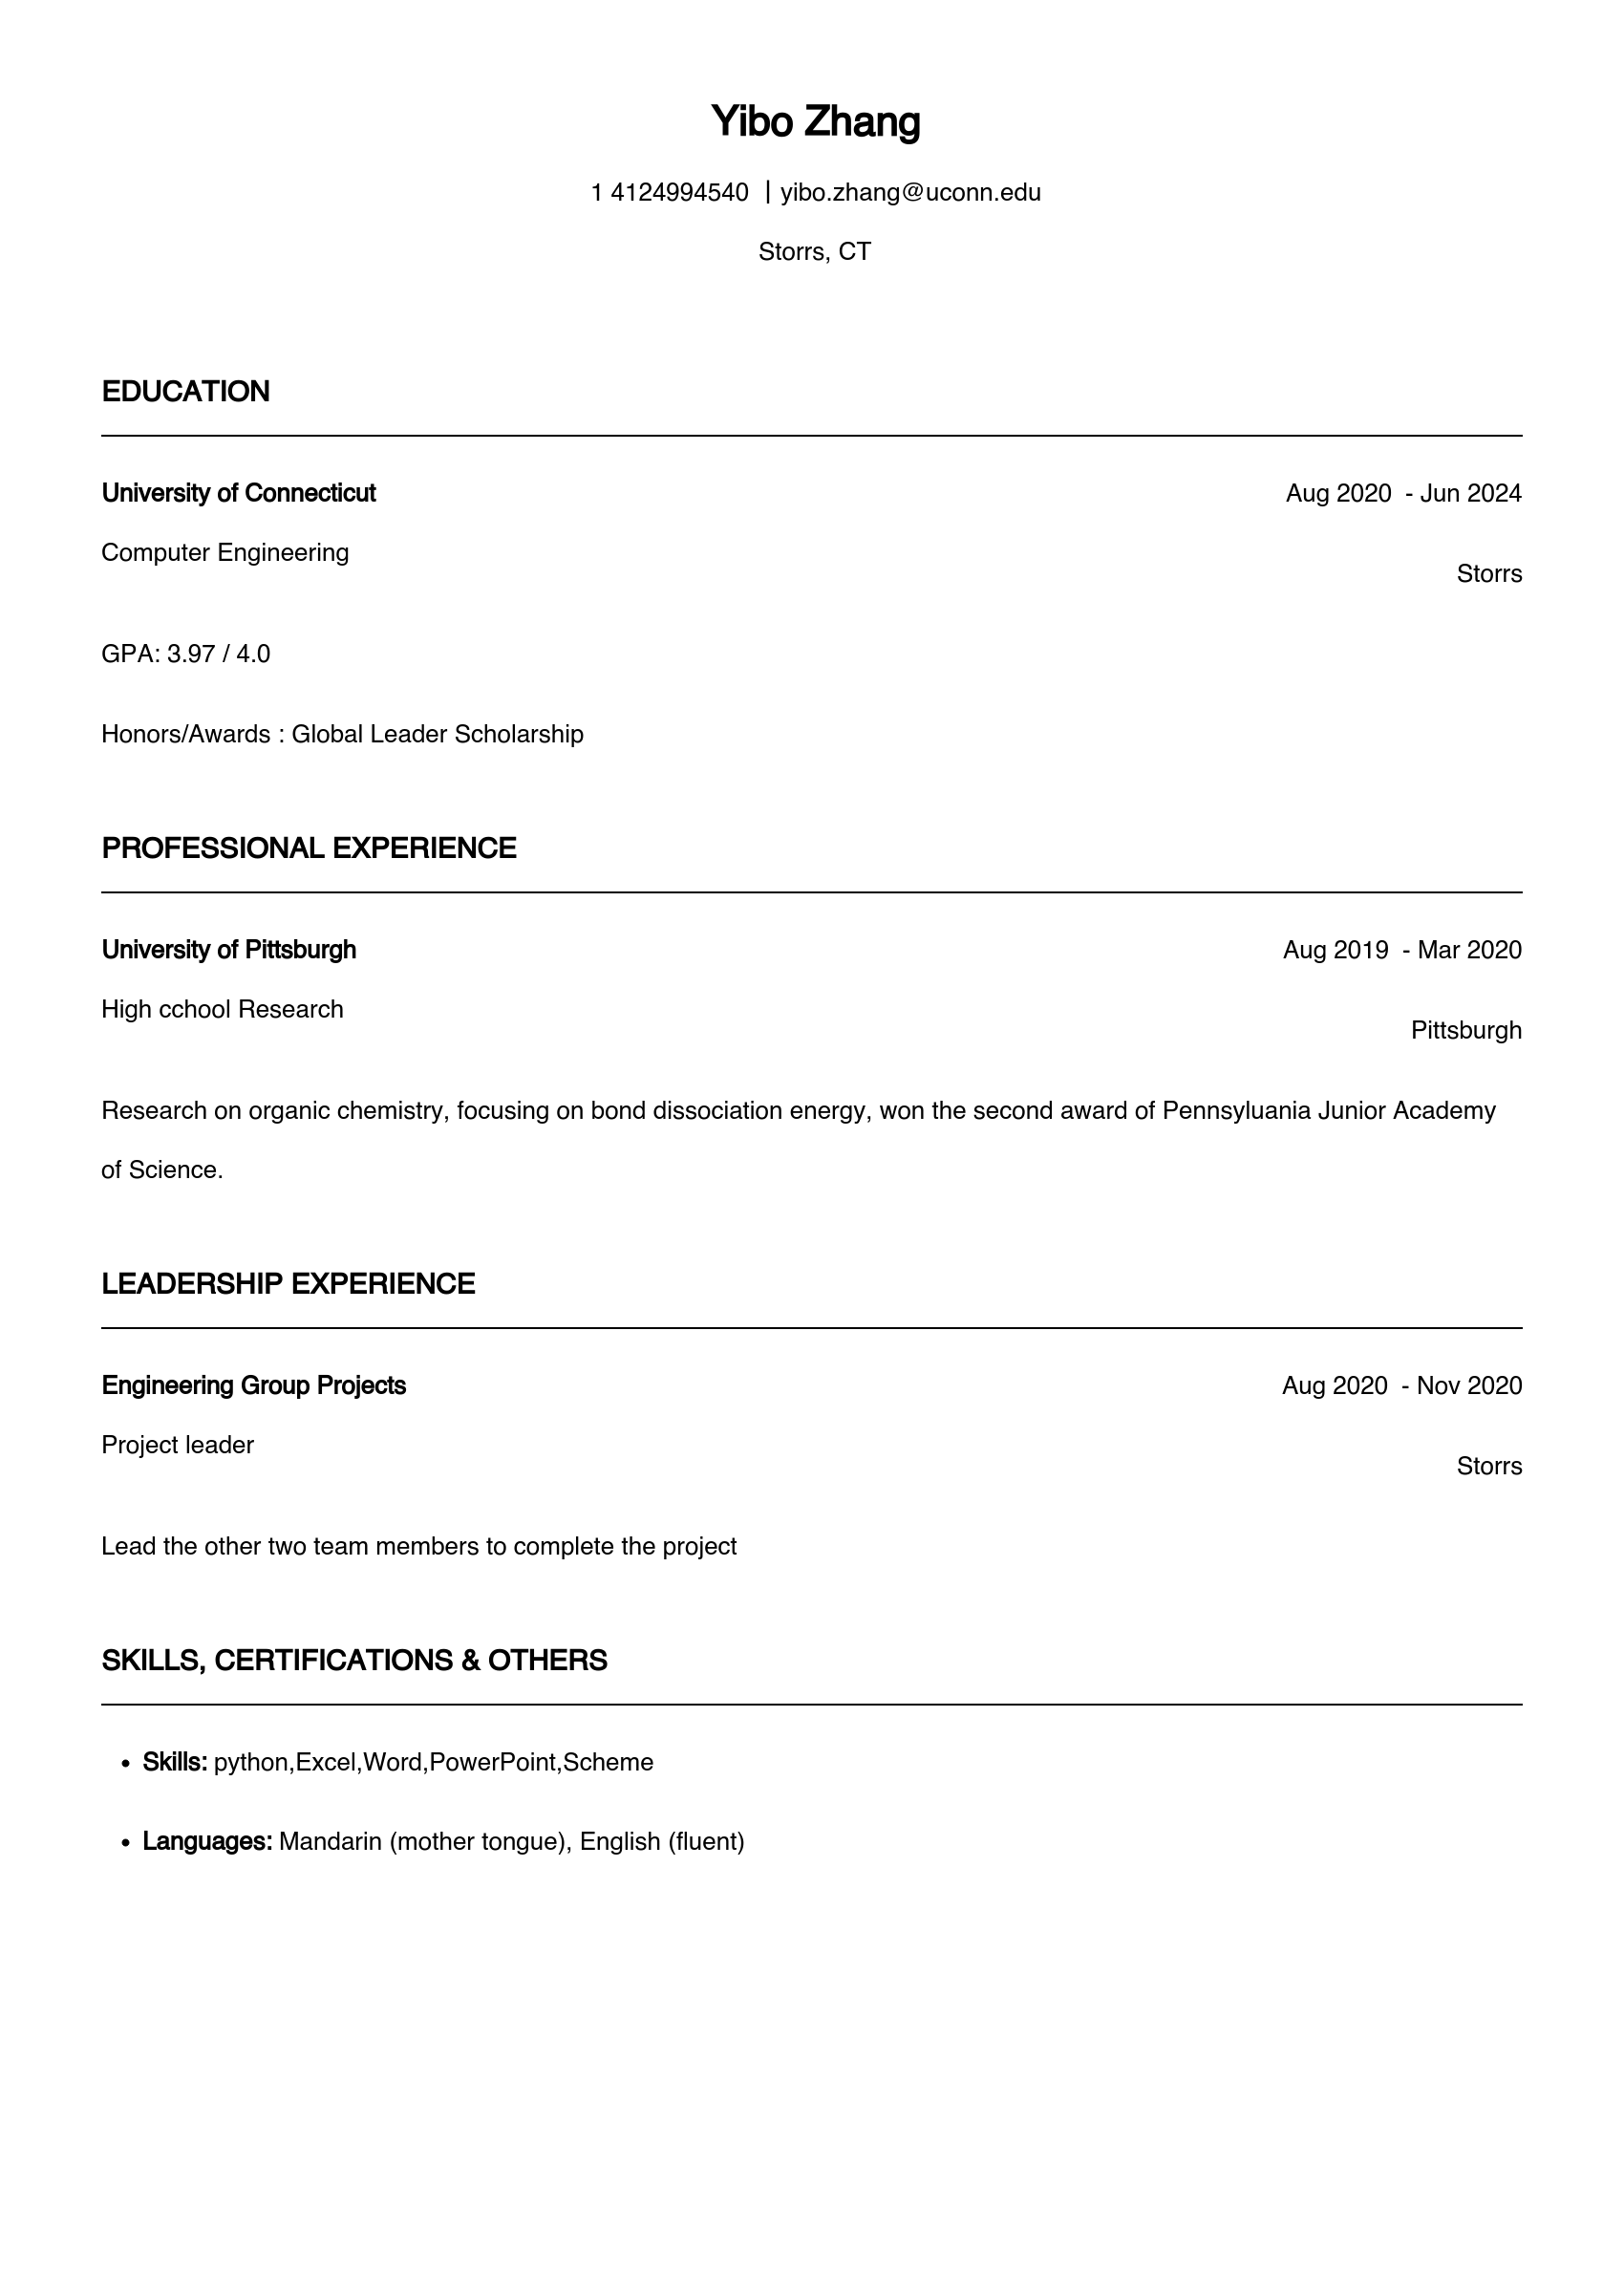 Yibo Zhang
1 4124994540 | yibo.zhang@uconn.edu
Storrs, CT
EDUCATION
University of Connecticut Aug 2020 - Jun 2024
Computer Engineering
Storrs
GPA: 3.97 / 4.0
Honors/Awards : Global Leader Scholarship
PROFESSIONAL EXPERIENCE
University of Pittsburgh Aug 2019 - Mar 2020
High cchool Research
Pittsburgh
Research on organic chemistry, focusing on bond dissociation energy, won the second award of Pennsyluania Junior Academy
of Science.
LEADERSHIP EXPERIENCE
Engineering Group Projects Aug 2020 - Nov 2020
Project leader
Storrs
Lead the other two team members to complete the project
SKILLS, CERTIFICATIONS & OTHERS
• Skills: python,Excel,Word,PowerPoint,Scheme
• Languages: Mandarin (mother tongue), English (fluent)